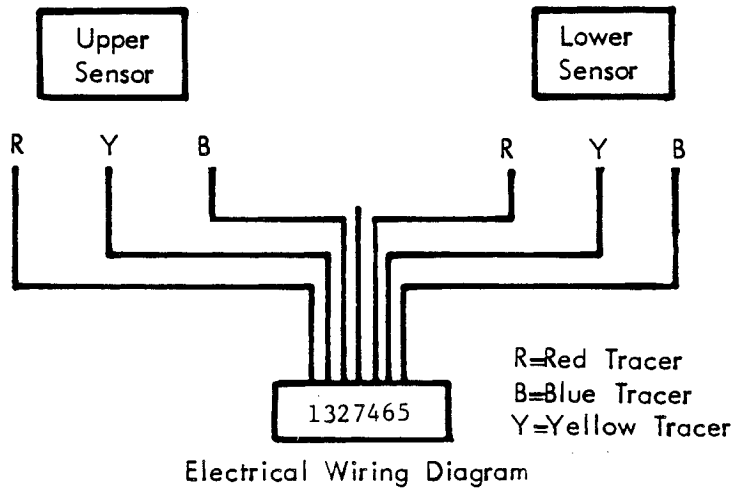 Upper
Sensor
Lower
Sensor
R Y B R Y B
R=Red Tracer
B=Blue Tracer
Y=Yellow Tracer
1327465
Electrical Wiring Diagram